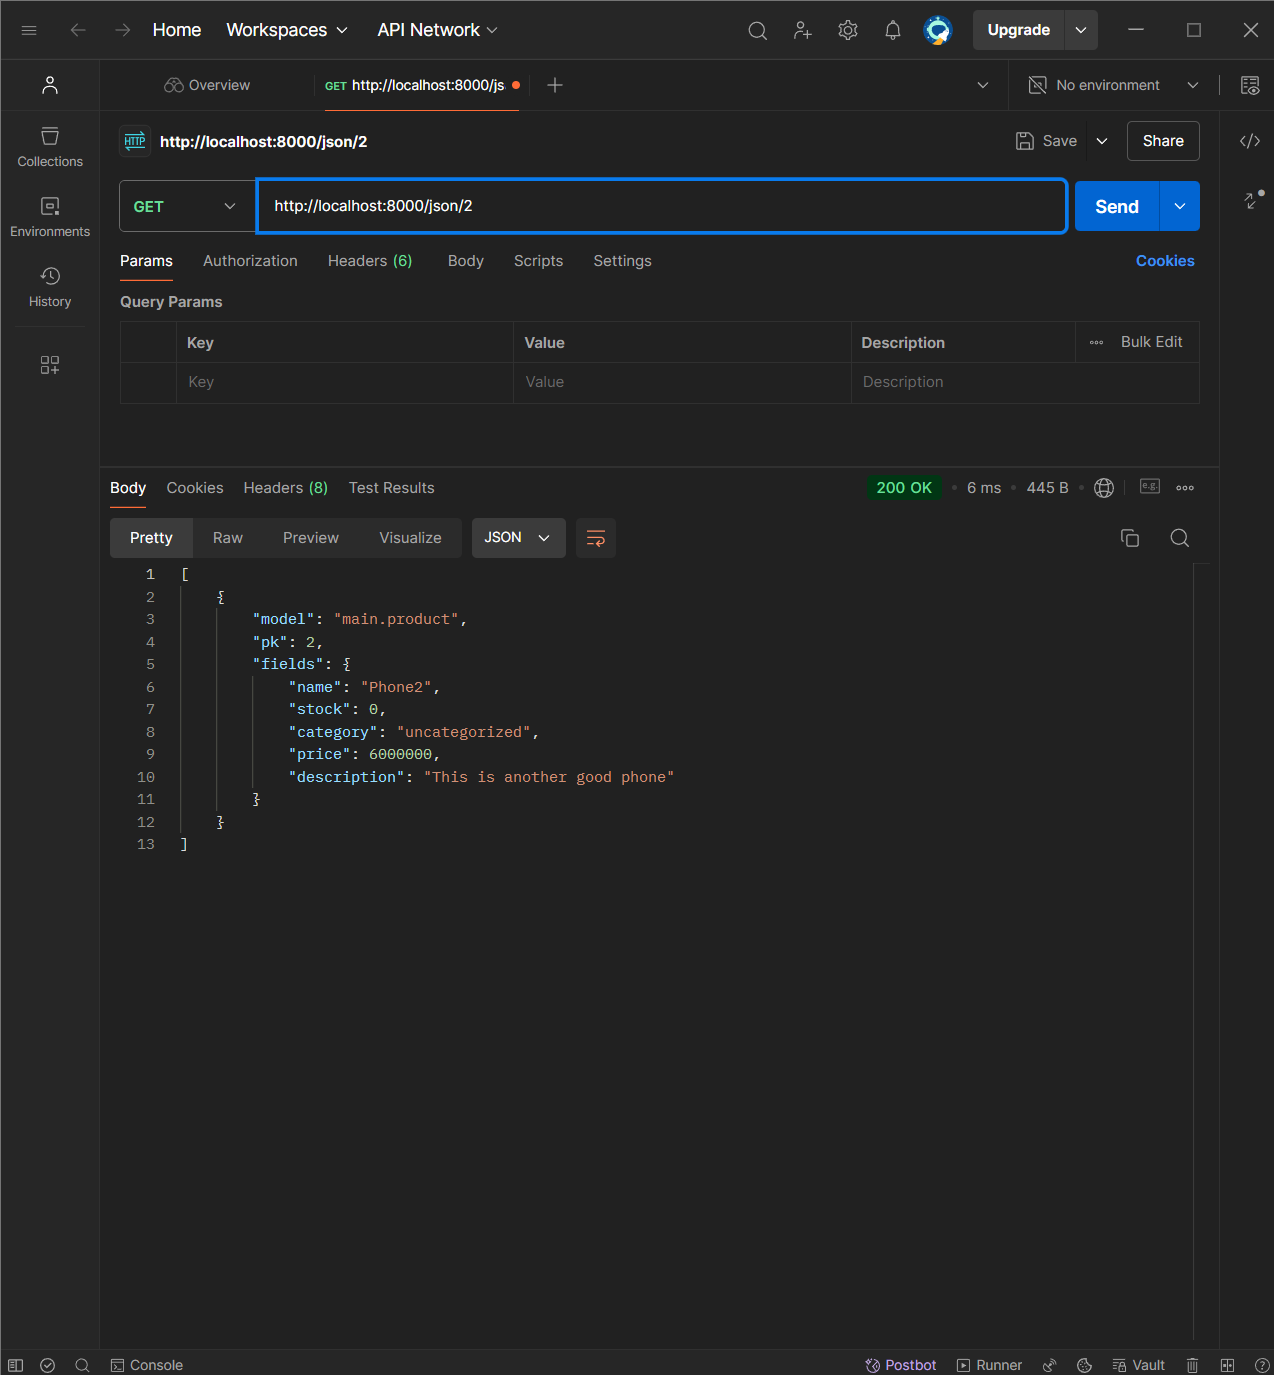 Home Workspaces API Network Upgrade
Overview GET http://localhost:8000/js No environment
HTTP http://localhost:8000/json/2 Save Share
Collections
Environments
History
GET http://localhost:8000/json/2 Send
Params Authorization Headers (6) Body Scripts Settings Cookies
Query Params
Key Value Description Bulk Edit
Key Value Description
Body Cookies Headers (8) Test Results 200 OK 6 ms 445 B e.g.
Pretty Raw Preview Visualize JSON
1 [
2 {
3 "model": "main.product",
4 "pk": 2,
5 "fields": {
6 "name": "Phone2",
7 "stock": 0,
8 "category": "uncategorized",
9 "price": 6000000,
10 "description": "This is another good phone"
11 }
12 }
13 ]
Console Postbot Runner Vault